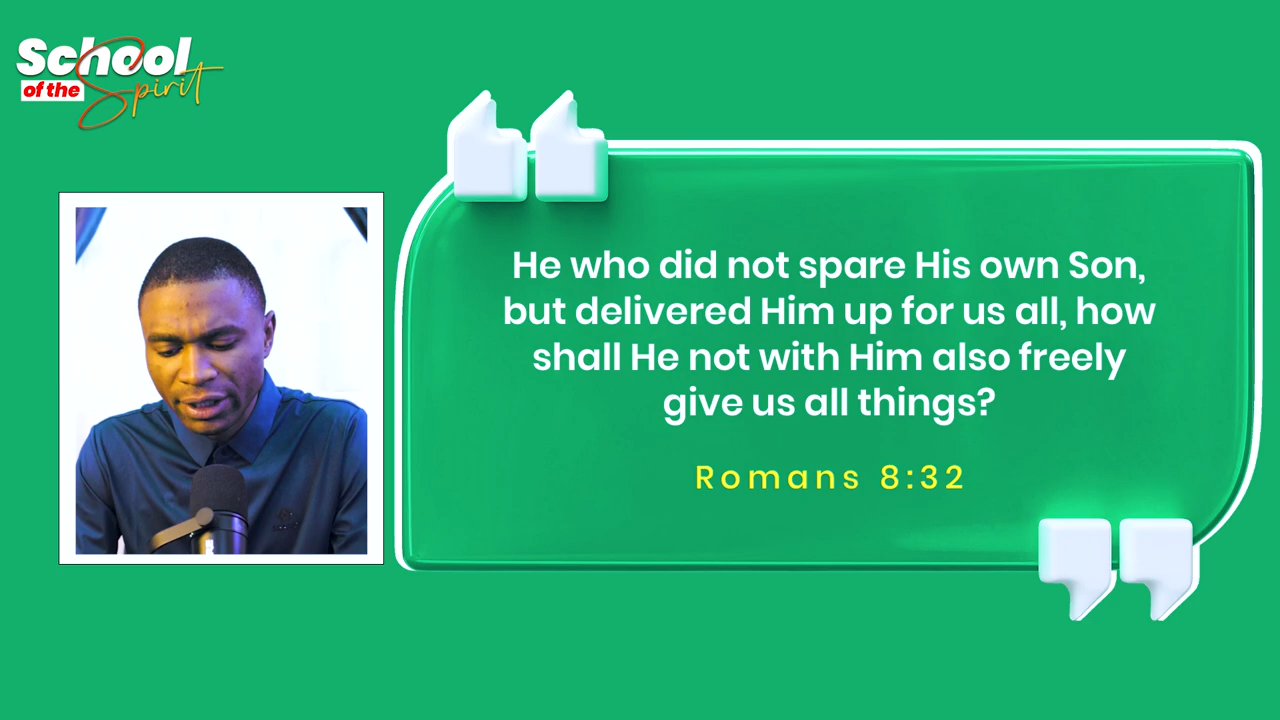 School
of the Spirit
He who did not spare His own Son,
but delivered Him up for us all, how
shall He not with Him also freely
give us all things?
Romans 8:32